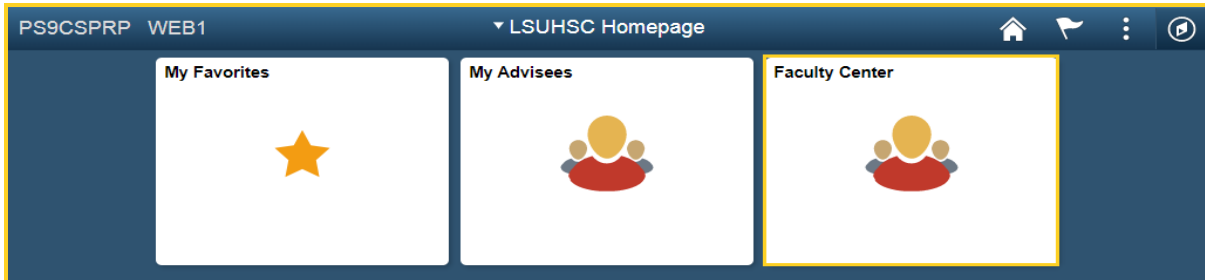 PS9CSPRP WEB1
LSUHSC Homepage
My Favorites
My Advisees
Faculty Center